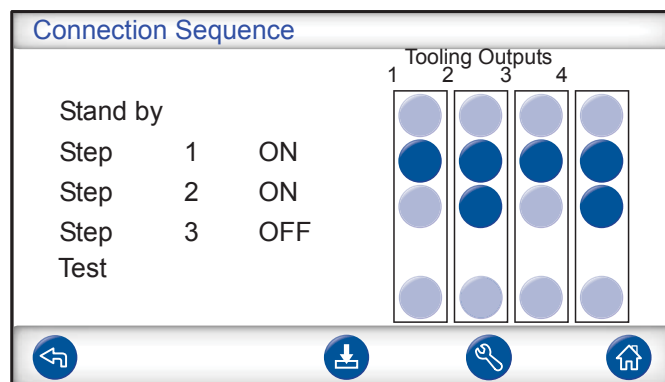 Connection Sequence
Tooling Outputs
1 2 3 4
Stand by
Step 1 ON
Step 2 ON
Step 3 OFF
Test